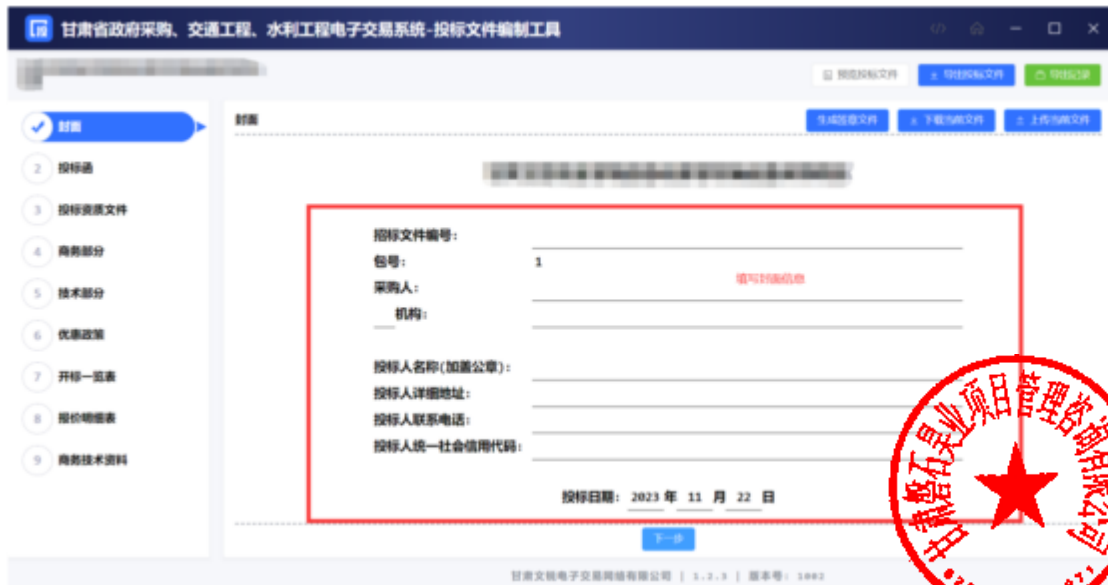 甘肃省政府采购、交通工程、水利工程电子交易系统-投标文件编制工具
预览投标文件 导出投标文件 导出记录
封面
2 投标函
3 投标资质文件
4 商务部分
5 技术部分
6 优惠政策
7 开标一览表
8 报价明细表
9 商务技术资料
封面
生成签章文件 下载当前文件 上传当前文件
招标文件编号：
包号： 1
填写封面信息
采购人：
机构：
投标人名称(加盖公章)：
投标人详细地址：
投标人联系电话：
投标人统一社会信用代码：
投标日期： 2023 年 11 月 22 日
下一步
甘肃文锐电子交易网络有限公司 | 1.2.3 | 版本号: 1002
甘肃磐石昊业项目管理咨询有限公司